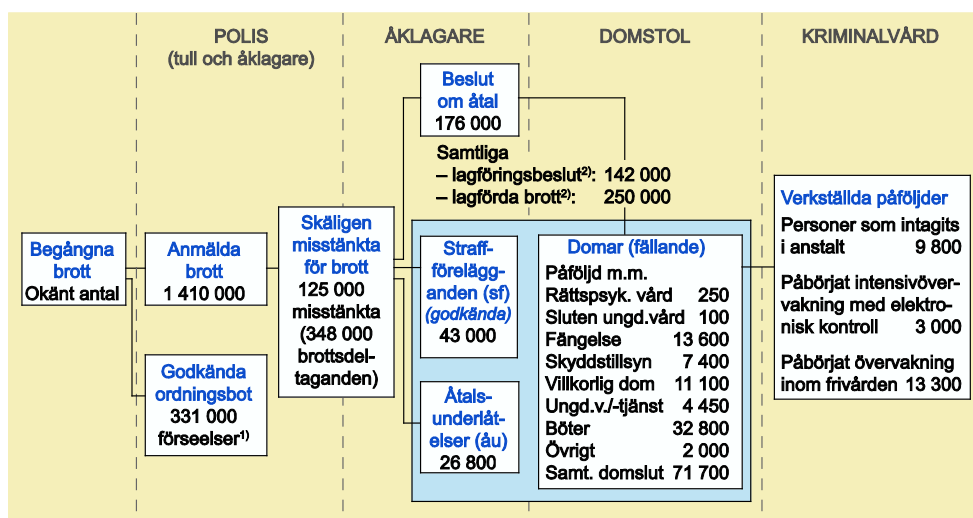 POLIS
(tull och åklagare)
ÅKLAGARE
DOMSTOL
KRIMINALVÅRD
Begångna
brott
Okänt antal
Anmälda
brott
1 410 000
Godkända
ordningsbot
331 000
förseelser¹⁾
Skäligen
misstänkta
för brott
125 000
misstänkta
(348 000
brottsdel-
taganden)
Beslut
om åtal
176 000
Samtliga
– lagföringsbeslut²⁾: 142 000
– lagförda brott²⁾: 250 000
Straff-
förelägg-
anden (sf)
(godkända)
43 000
Åtals-
underlåt-
elser (åu)
26 800
Domar (fällande)
Påföljd m.m.
Rättspsyk. vård 250
Sluten ungd.vård 100
Fängelse 13 600
Skyddstillsyn 7 400
Villkorlig dom 11 100
Ungd.v./-tjänst 4 450
Böter 32 800
Övrigt 2 000
Samt. domslut 71 700
Verkställda påföljder
Personer som intagits
i anstalt 9 800
Påbörjat intensivöver-
vakning med elektro-
nisk kontroll 3 000
Påbörjat övervakning
inom frivården 13 300